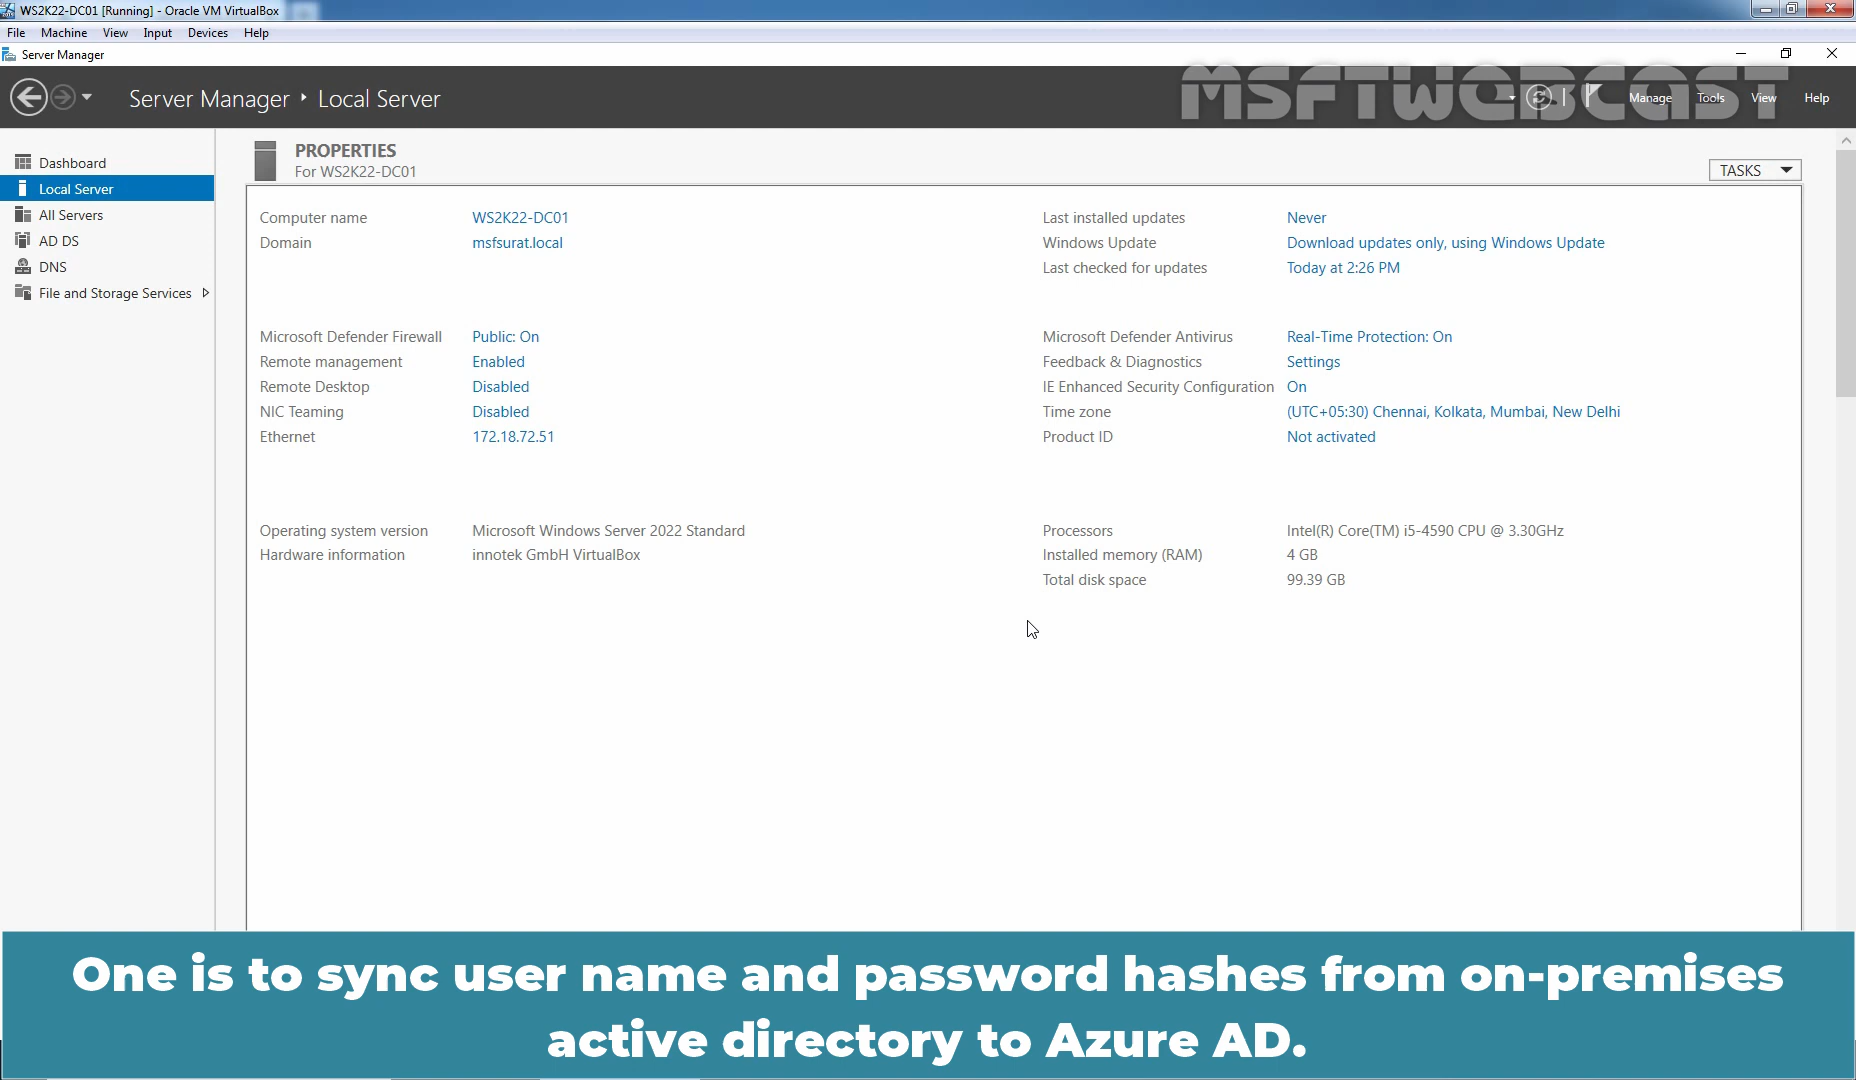 WS2K22-DC01 [Running] - Oracle VM VirtualBox
File Machine View Input Devices Help
Server Manager
Server Manager ‣ Local Server
MSFTWEBCAST
Manage Tools View Help
Dashboard
Local Server
All Servers
AD DS
DNS
File and Storage Services
PROPERTIES
For WS2K22-DC01
TASKS
Computer name WS2K22-DC01
Domain msfsurat.local
Last installed updates Never
Windows Update Download updates only, using Windows Update
Last checked for updates Today at 2:26 PM
Microsoft Defender Firewall Public: On
Remote management Enabled
Remote Desktop Disabled
NIC Teaming Disabled
Ethernet 172.18.72.51
Microsoft Defender Antivirus Real-Time Protection: On
Feedback & Diagnostics Settings
IE Enhanced Security Configuration On
Time zone (UTC+05:30) Chennai, Kolkata, Mumbai, New Delhi
Product ID Not activated
Operating system version Microsoft Windows Server 2022 Standard
Hardware information innotek GmbH VirtualBox
Processors Intel(R) Core(TM) i5-4590 CPU @ 3.30GHz
Installed memory (RAM) 4 GB
Total disk space 99.39 GB
One is to sync user name and password hashes from on-premises
active directory to Azure AD.